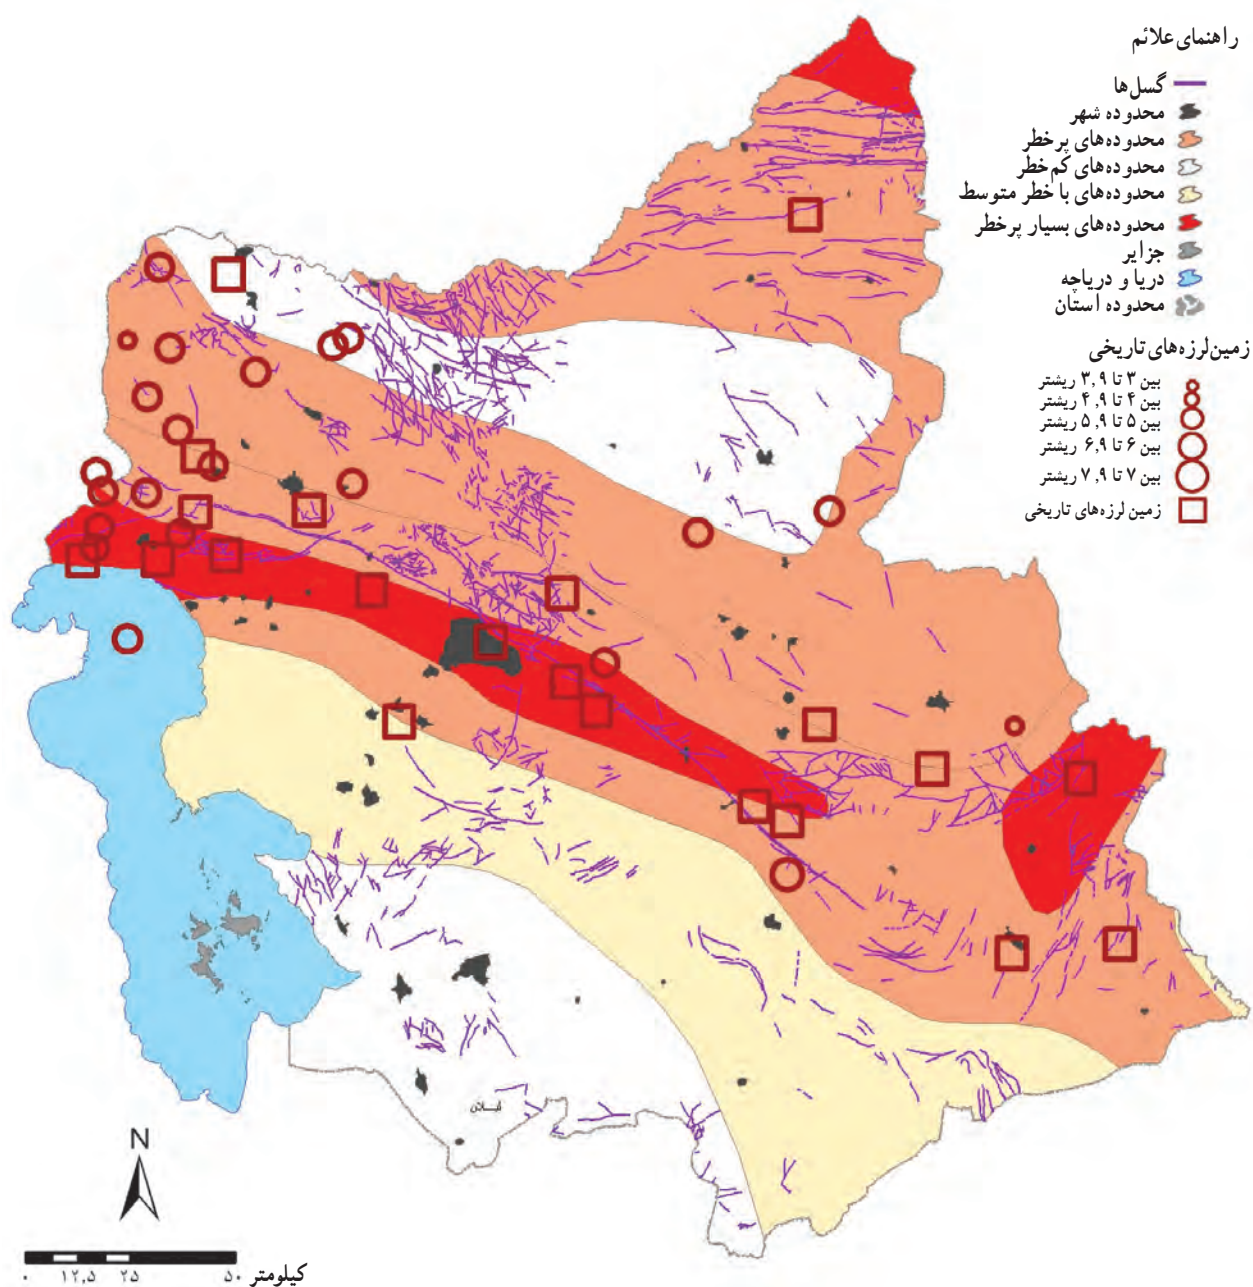 راهنمای علائم
گسل‌ها
محدوده شهر
محدوده‌های پرخطر
محدوده‌های کم‌خطر
محدوده‌های با خطر متوسط
محدوده‌های بسیار پرخطر
جزایر
دریا و دریاچه
محدوده استان
زمین‌لرزه‌های تاریخی
بین ۳ تا ۳٫۹ ریشتر
بین ۴ تا ۴٫۹ ریشتر
بین ۵ تا ۵٫۹ ریشتر
بین ۶ تا ۶٫۹ ریشتر
بین ۷ تا ۷٫۹ ریشتر
زمین لرزه‌های تاریخی
N
۰ ۱۲٫۵ ۲۵ ۵۰ کیلومتر